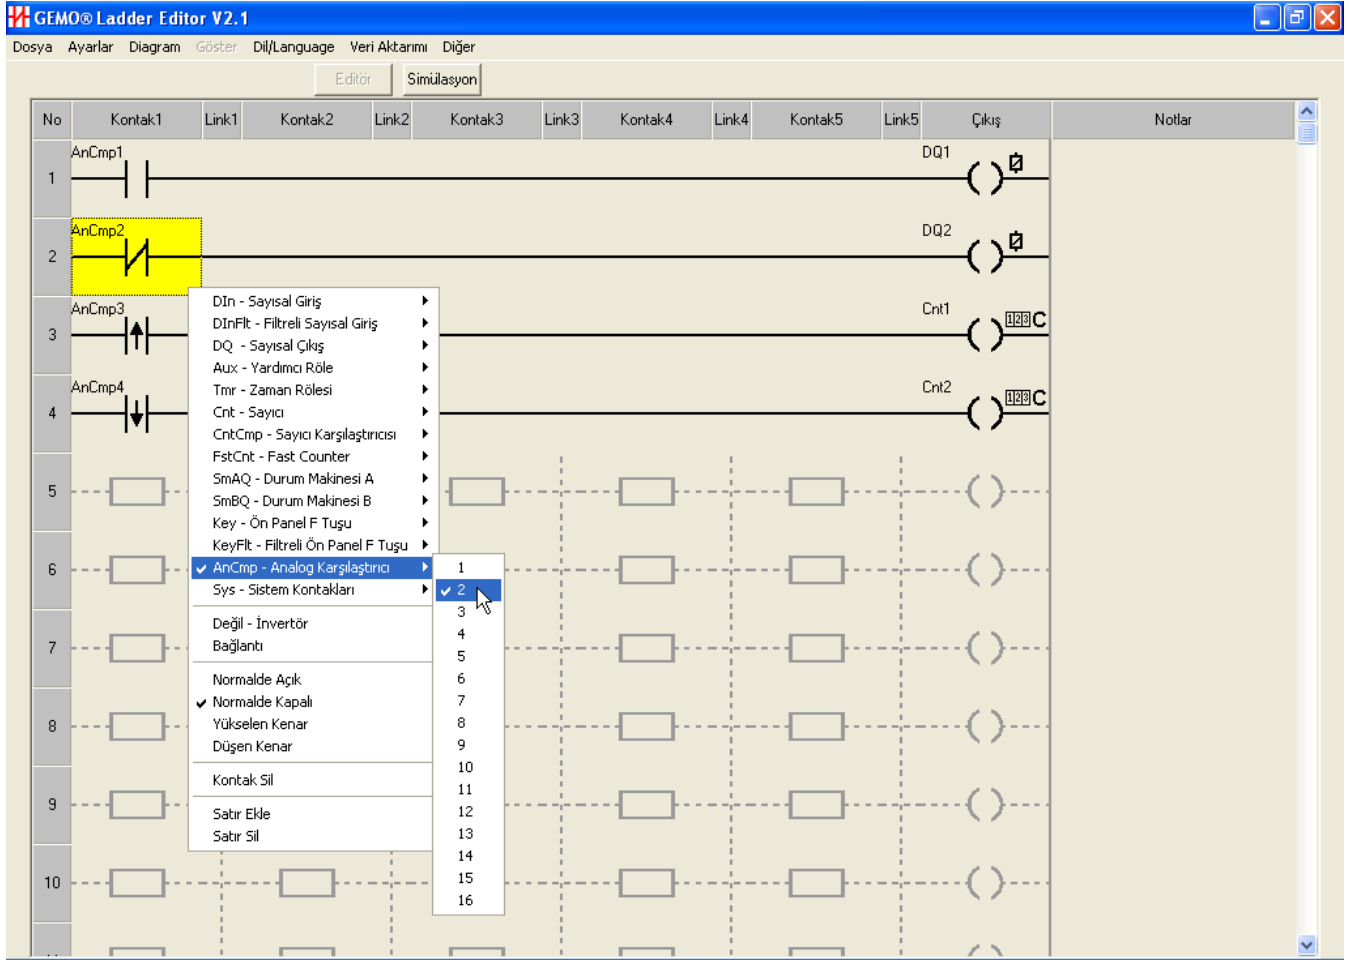 GEMO® Ladder Editor V2.1
Dosya Ayarlar Diagram Göster Dil/Language Veri Aktarımı Diğer
Editör Simülasyon
No Kontak1 Link1 Kontak2 Link2 Kontak3 Link3 Kontak4 Link4 Kontak5 Link5 Çıkış Notlar
AnCmp1 DQ1
1
AnCmp2 DQ2
2
AnCmp3 Cnt1
3 123 C
AnCmp4 Cnt2
4 123 C
5
6
7
8
9
10
DIn - Sayısal Giriş
DInFlt - Filtreli Sayısal Giriş
DQ - Sayısal Çıkış
Aux - Yardımcı Röle
Tmr - Zaman Rölesi
Cnt - Sayıcı
CntCmp - Sayıcı Karşılaştırıcısı
FstCnt - Fast Counter
SmAQ - Durum Makinesi A
SmBQ - Durum Makinesi B
Key - Ön Panel F Tuşu
KeyFlt - Filtreli Ön Panel F Tuşu
AnCmp - Analog Karşılaştırıcı
Sys - Sistem Kontakları
Değil - İnvertör
Bağlantı
Normalde Açık
Normalde Kapalı
Yükselen Kenar
Düşen Kenar
Kontak Sil
Satır Ekle
Satır Sil
1
2
3
4
5
6
7
8
9
10
11
12
13
14
15
16